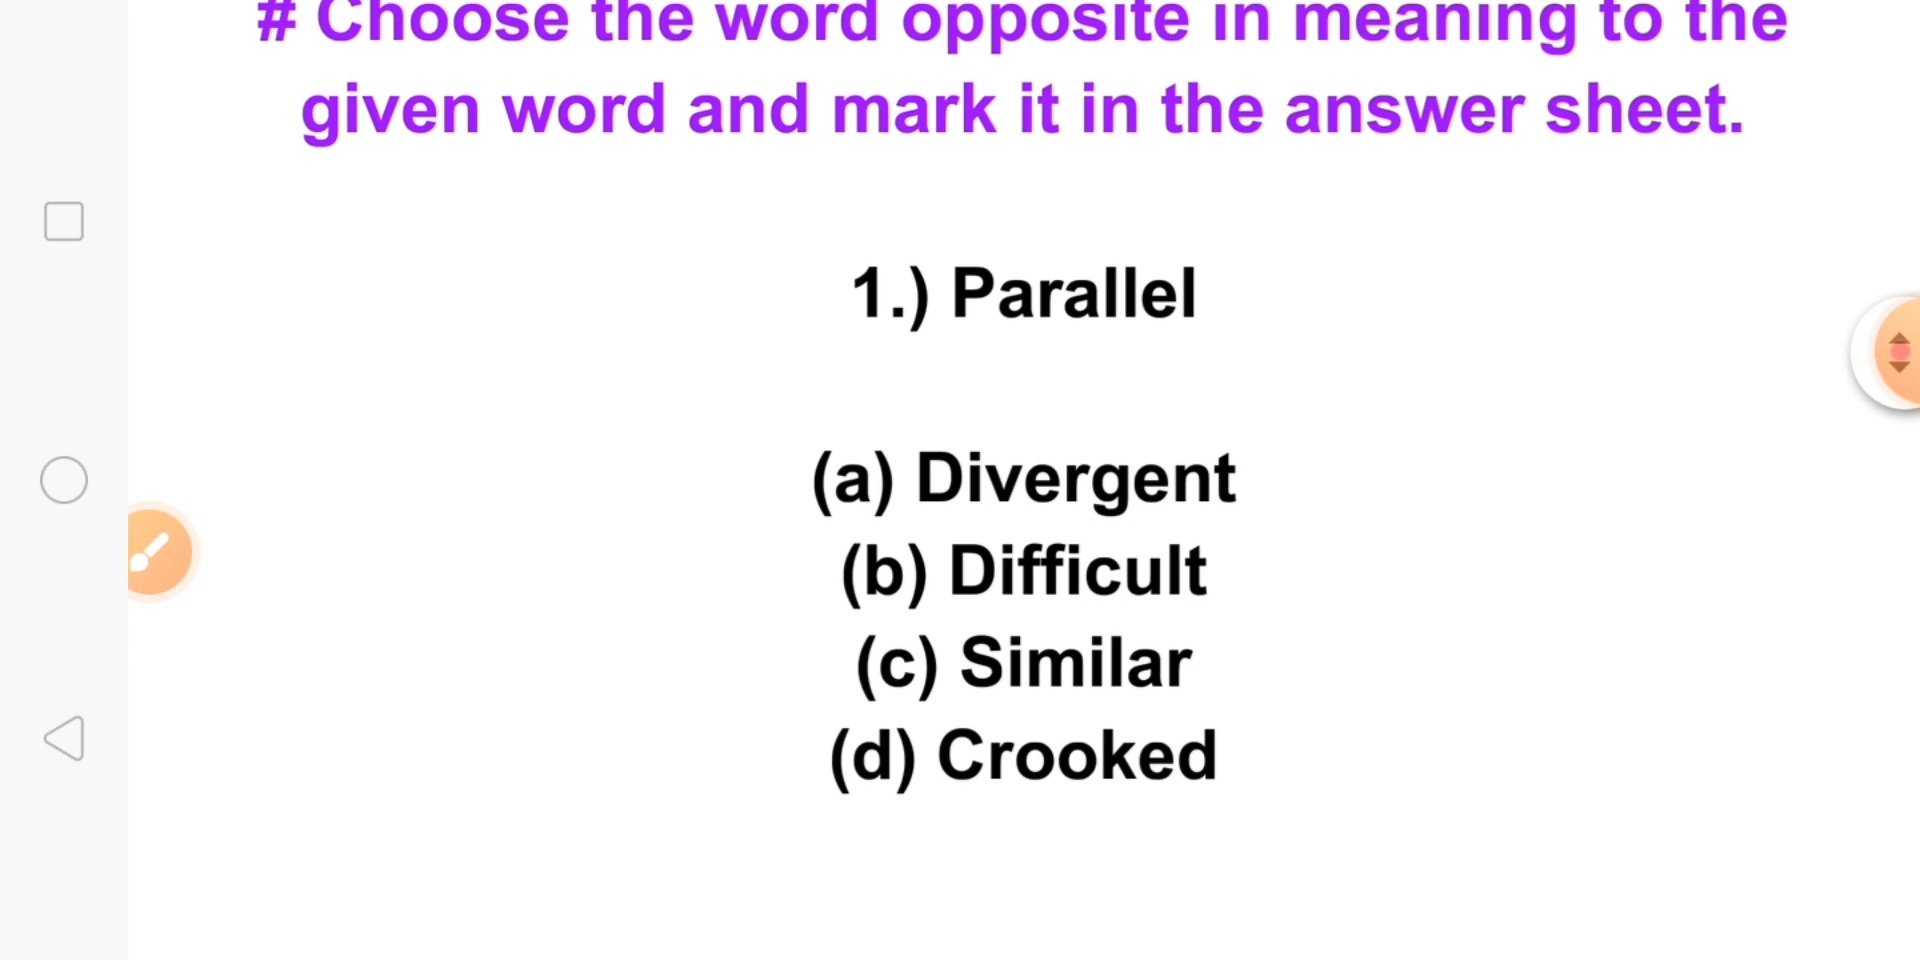 # Choose the word opposite in meaning to the
given word and mark it in the answer sheet.
1.) Parallel
(a) Divergent
(b) Difficult
(c) Similar
(d) Crooked